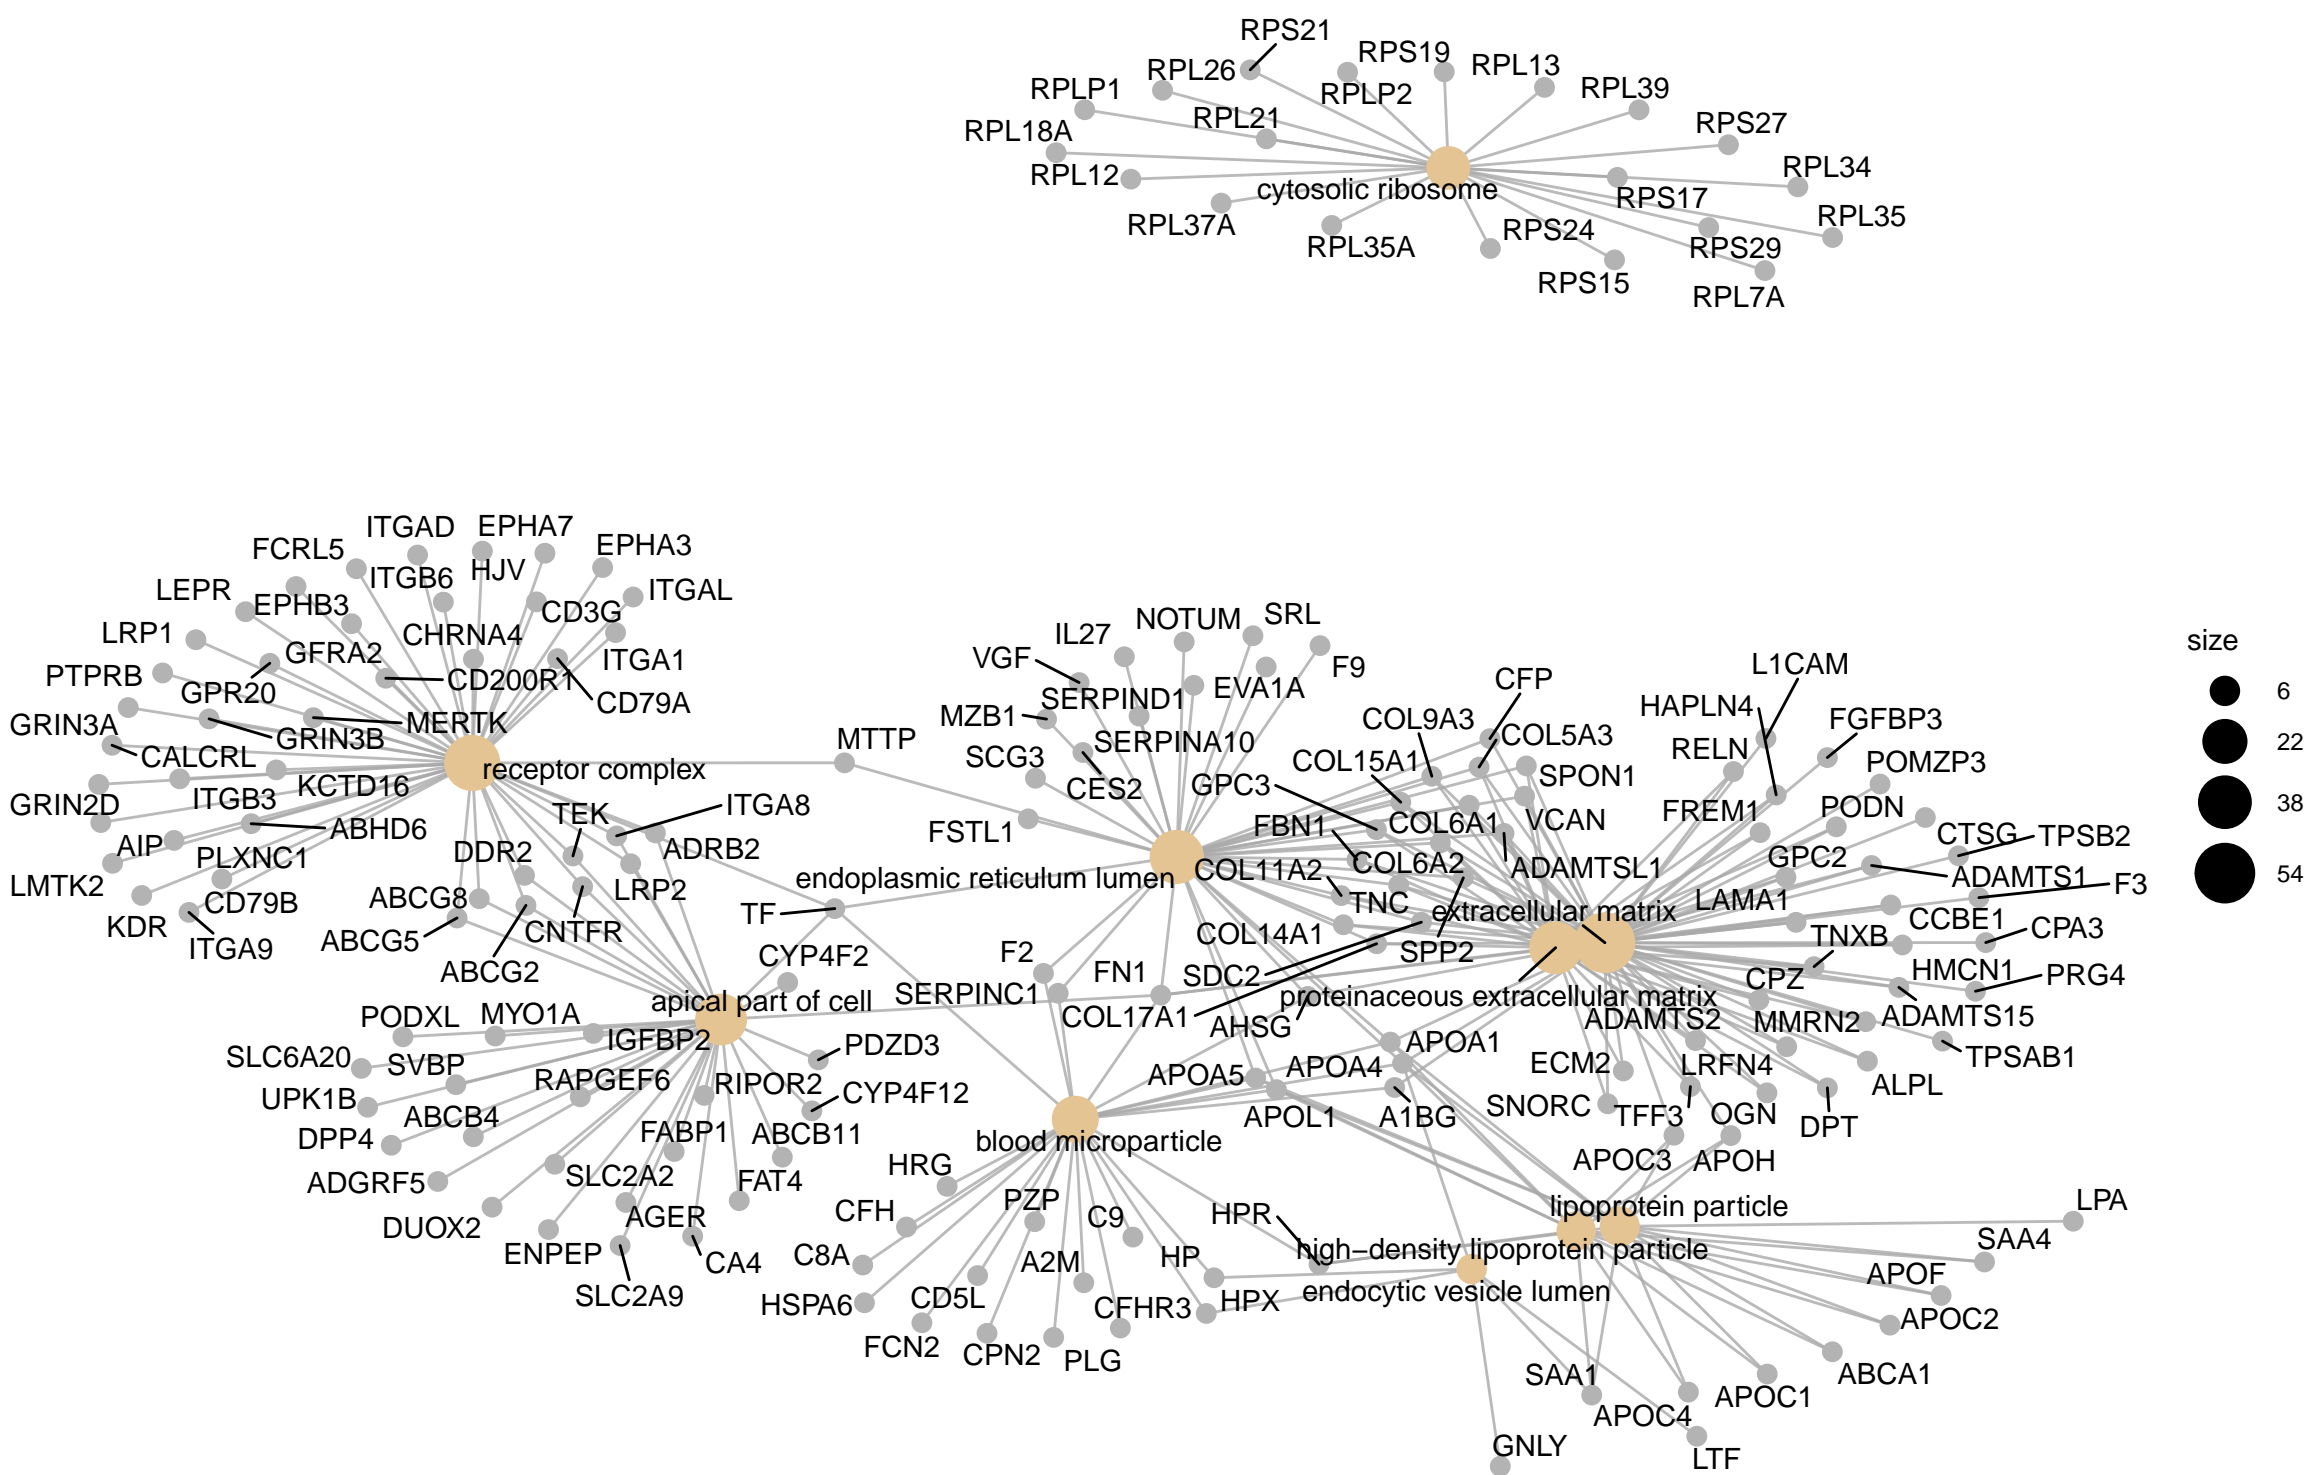 RPS21
RPS19
RPL26
RPL13
RPLP1
RPLP2
RPL39
RPL21
RPL18A
RPS27
RPL12
RPL34
cytosolic ribosome
RPS17
RPL37A
RPL35
RPL35A
RPS24
RPS29
RPS15
RPL7A
ITGAD
EPHA7
FCRL5
EPHA3
ITGB6
HJV
LEPR
EPHB3
ITGAL
CD3G
LRP1
CHRNA4
GFRA2
ITGA1
PTPRB
GPR20
CD200R1
CD79A
GRIN3A
MERTK
GRIN3B
CALCRL
receptor complex
KCTD16
GRIN2D
ITGB3
TEK
ITGA8
ABHD6
AIP
PLXNC1
DDR2
ADRB2
LMTK2
LRP2
CD79B
ABCG8
KDR
ITGA9
ABCG5
CNTFR
ABCG2
MTTP
TF
NOTUM
SRL
IL27
VGF
F9
EVA1A
SERPIND1
MZB1
SERPINA10
SCG3
CES2
FSTL1
endoplasmic reticulum lumen
CFP
COL9A3
COL5A3
COL15A1
SPON1
GPC3
FBN1
COL6A1
VCAN
COL11A2
COL6A2
ADAMTSL1
TNC
extracellular matrix
COL14A1
SPP2
SDC2
L1CAM
HAPLN4
FGFBP3
RELN
POMZP3
FREM1
PODN
CTSG
TPSB2
GPC2
ADAMTS1
F3
LAMA1
CCBE1
CPA3
TNXB
HMCN1
PRG4
CPZ
proteinaceous extracellular matrix
ADAMTS2
MMRN2
ADAMTS15
TPSAB1
ECM2
LRFN4
ALPL
SNORC
TFF3
OGN
DPT
CYP4F2
F2
FN1
SERPINC1
COL17A1
AHSG
apical part of cell
PODXL
MYO1A
IGFBP2
PDZD3
SLC6A20
SVBP
RAPGEF6
RIPOR2
CYP4F12
UPK1B
ABCB4
DPP4
FABP1
ABCB11
ADGRF5
SLC2A2
FAT4
DUOX2
AGER
ENPEP
CA4
SLC2A9
APOA1
APOA4
APOA5
APOL1
A1BG
blood microparticle
HRG
CFH
PZP
C9
HPR
C8A
A2M
HP
HSPA6
CD5L
CFHR3
HPX
FCN2
CPN2
PLG
APOC3
APOH
lipoprotein particle
LPA
high−density lipoprotein particle
SAA4
APOF
endocytic vesicle lumen
APOC2
SAA1
ABCA1
APOC1
APOC4
GNLY
LTF
size
6
22
38
54